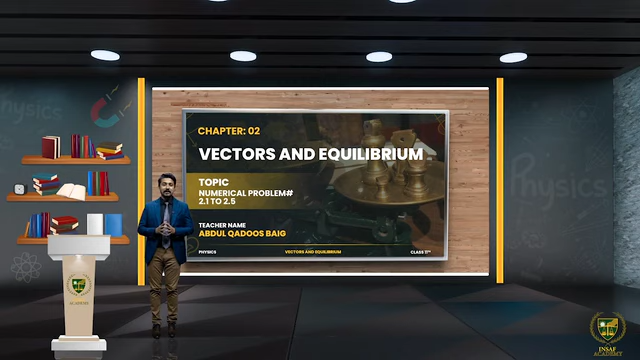 CHAPTER: 02
VECTORS AND EQUILIBRIUM
TOPIC
NUMERICAL PROBLEM#
2.1 TO 2.5
TEACHER NAME
ABDUL QADOOS BAIG
PHYSICS
VECTORS AND EQUILIBRIUM
CLASS 11TH
Physics
Physics
ACADEMY
INSAF
ACADEMY